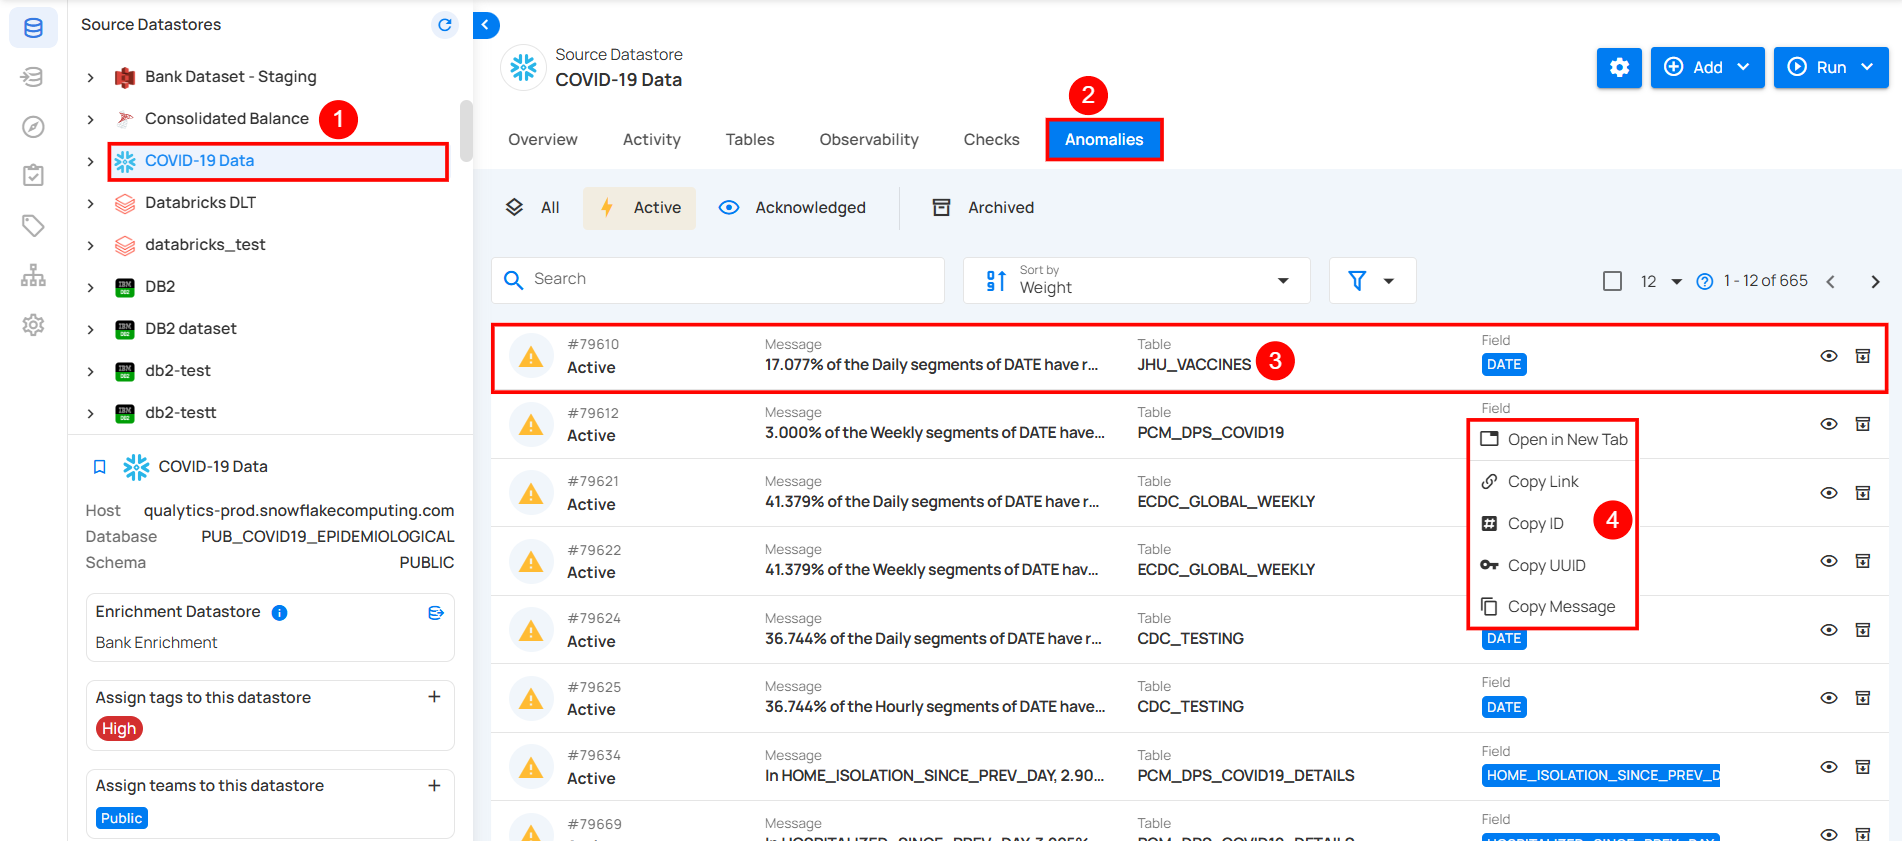 Source Datastores
Bank Dataset - Staging
Consolidated Balance
1
COVID-19 Data
Databricks DLT
databricks_test
DB2
DB2 dataset
db2-test
db2-testt
COVID-19 Data
Host qualytics-prod.snowflakecomputing.com
Database PUB_COVID19_EPIDEMIOLOGICAL
Schema PUBLIC
Enrichment Datastore
Bank Enrichment
Assign tags to this datastore
High
Assign teams to this datastore
Public
Source Datastore
COVID-19 Data
Add
Run
2
Overview Activity Tables Observability Checks Anomalies
All Active Acknowledged Archived
Search
Sort by
Weight
12 1 - 12 of 665
#79610 Message Table Field
Active 17.077% of the Daily segments of DATE have r... JHU_VACCINES 3 DATE
#79612 Message Table Field
Active 3.000% of the Weekly segments of DATE have... PCM_DPS_COVID19
#79621 Message Table
Active 41.379% of the Daily segments of DATE have r... ECDC_GLOBAL_WEEKLY
#79622 Message Table
Active 41.379% of the Weekly segments of DATE hav... ECDC_GLOBAL_WEEKLY
#79624 Message Table
Active 36.744% of the Daily segments of DATE have r... CDC_TESTING DATE
Open in New Tab
Copy Link
Copy ID
4
Copy UUID
Copy Message
#79625 Message Table Field
Active 36.744% of the Hourly segments of DATE have... CDC_TESTING DATE
#79634 Message Table Field
Active In HOME_ISOLATION_SINCE_PREV_DAY, 2.90... PCM_DPS_COVID19_DETAILS HOME_ISOLATION_SINCE_PREV_D
#79669 Message Table Field